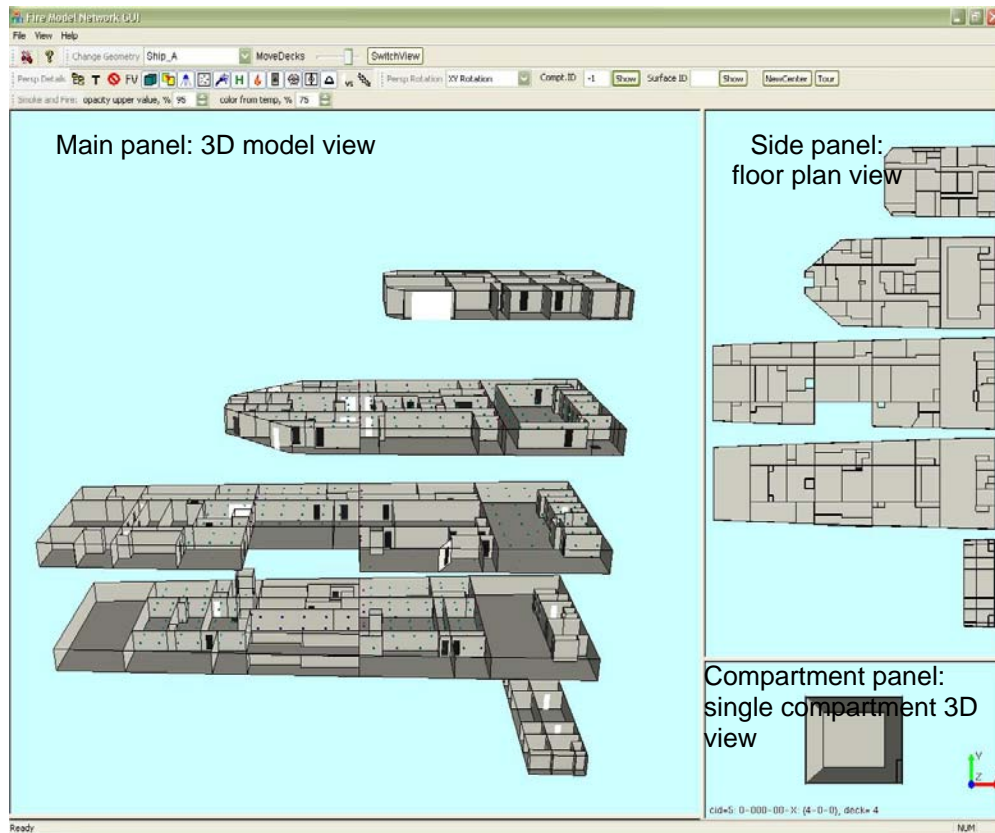 Fire Model Network GUI
File View Help
Change Geometry Ship_A MoveDecks SwitchView
Persp Details T FV H VS Persp Rotation XY Rotation Compt.ID -1 Show Surface ID Show NewCenter Tour
Smoke and Fire: opacity upper value, % 95 color from temp, % 75
Main panel: 3D model view
Side panel:
floor plan view
Compartment panel:
single compartment 3D
view
Y
Z
cid=5: 0-000-00-X: (4-0-0), deck= 4
Ready NUM